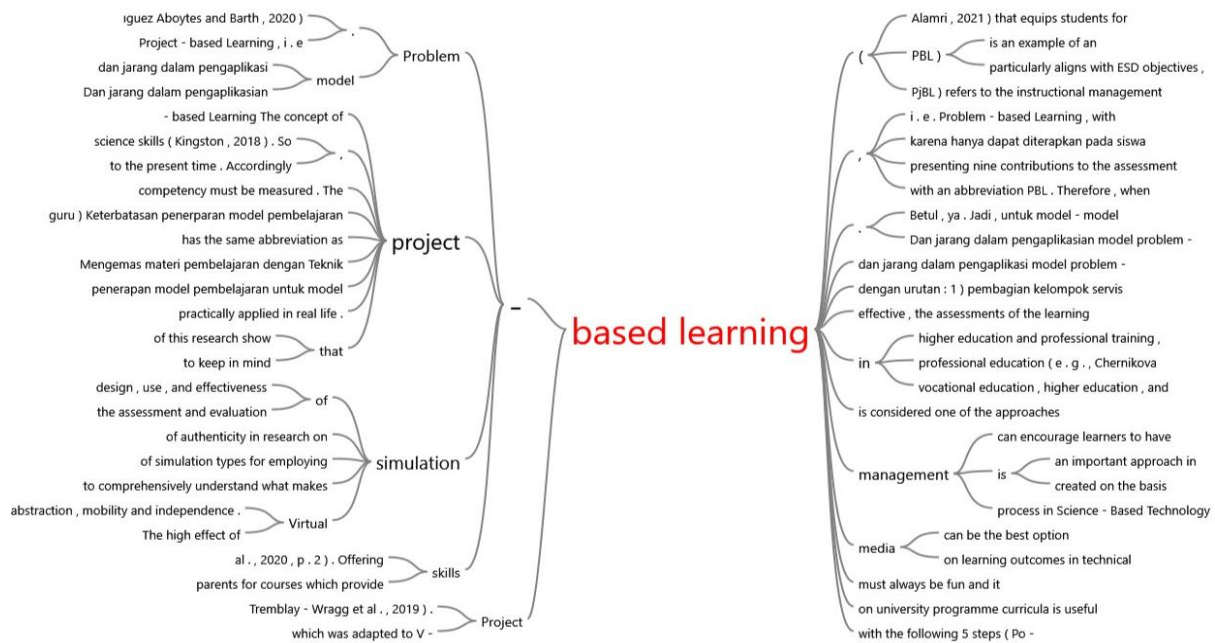 ıguez Aboytes and Barth , 2020 )
.
Project - based Learning , i . e
Problem
dan jarang dalam pengaplikasi
model
Dan jarang dalam pengaplikasian
- based Learning The concept of
science skills ( Kingston , 2018 ) . So
,
to the present time . Accordingly
competency must be measured . The
guru ) Keterbatasan penerparan model pembelajaran
has the same abbreviation as
project
Mengemas materi pembelajaran dengan Teknik
penerapan model pembelajaran untuk model
practically applied in real life .
of this research show
that
to keep in mind
design , use , and effectiveness
of
the assessment and evaluation
of authenticity in research on
of simulation types for employing
simulation
to comprehensively understand what makes
abstraction , mobility and independence .
Virtual
The high effect of
al . , 2020 , p . 2 ) . Offering
skills
parents for courses which provide
Tremblay - Wragg et al . , 2019 ) .
Project
which was adapted to V -
-
based learning
(
Alamri , 2021 ) that equips students for
PBL )
is an example of an
particularly aligns with ESD objectives ,
PjBL ) refers to the instructional management
,
i . e . Problem - based Learning , with
karena hanya dapat diterapkan pada siswa
presenting nine contributions to the assessment
with an abbreviation PBL . Therefore , when
.
Betul , ya . Jadi , untuk model - model
Dan jarang dalam pengaplikasian model problem -
dan jarang dalam pengaplikasi model problem -
dengan urutan : 1 ) pembagian kelompok servis
effective , the assessments of the learning
in
higher education and professional training ,
professional education ( e . g . , Chernikova
vocational education , higher education , and
is considered one of the approaches
management
can encourage learners to have
is
an important approach in
created on the basis
process in Science - Based Technology
media
can be the best option
on learning outcomes in technical
must always be fun and it
on university programme curricula is useful
with the following 5 steps ( Po -